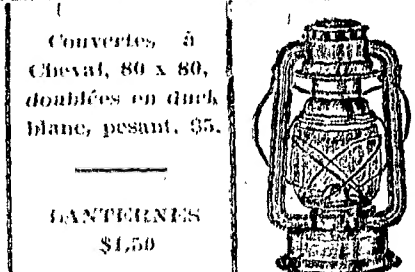 Couvertes à
Cheval, 80 x 80,
doublées en duck
blanc, pesant, $5.
LANTERNES
$1,50